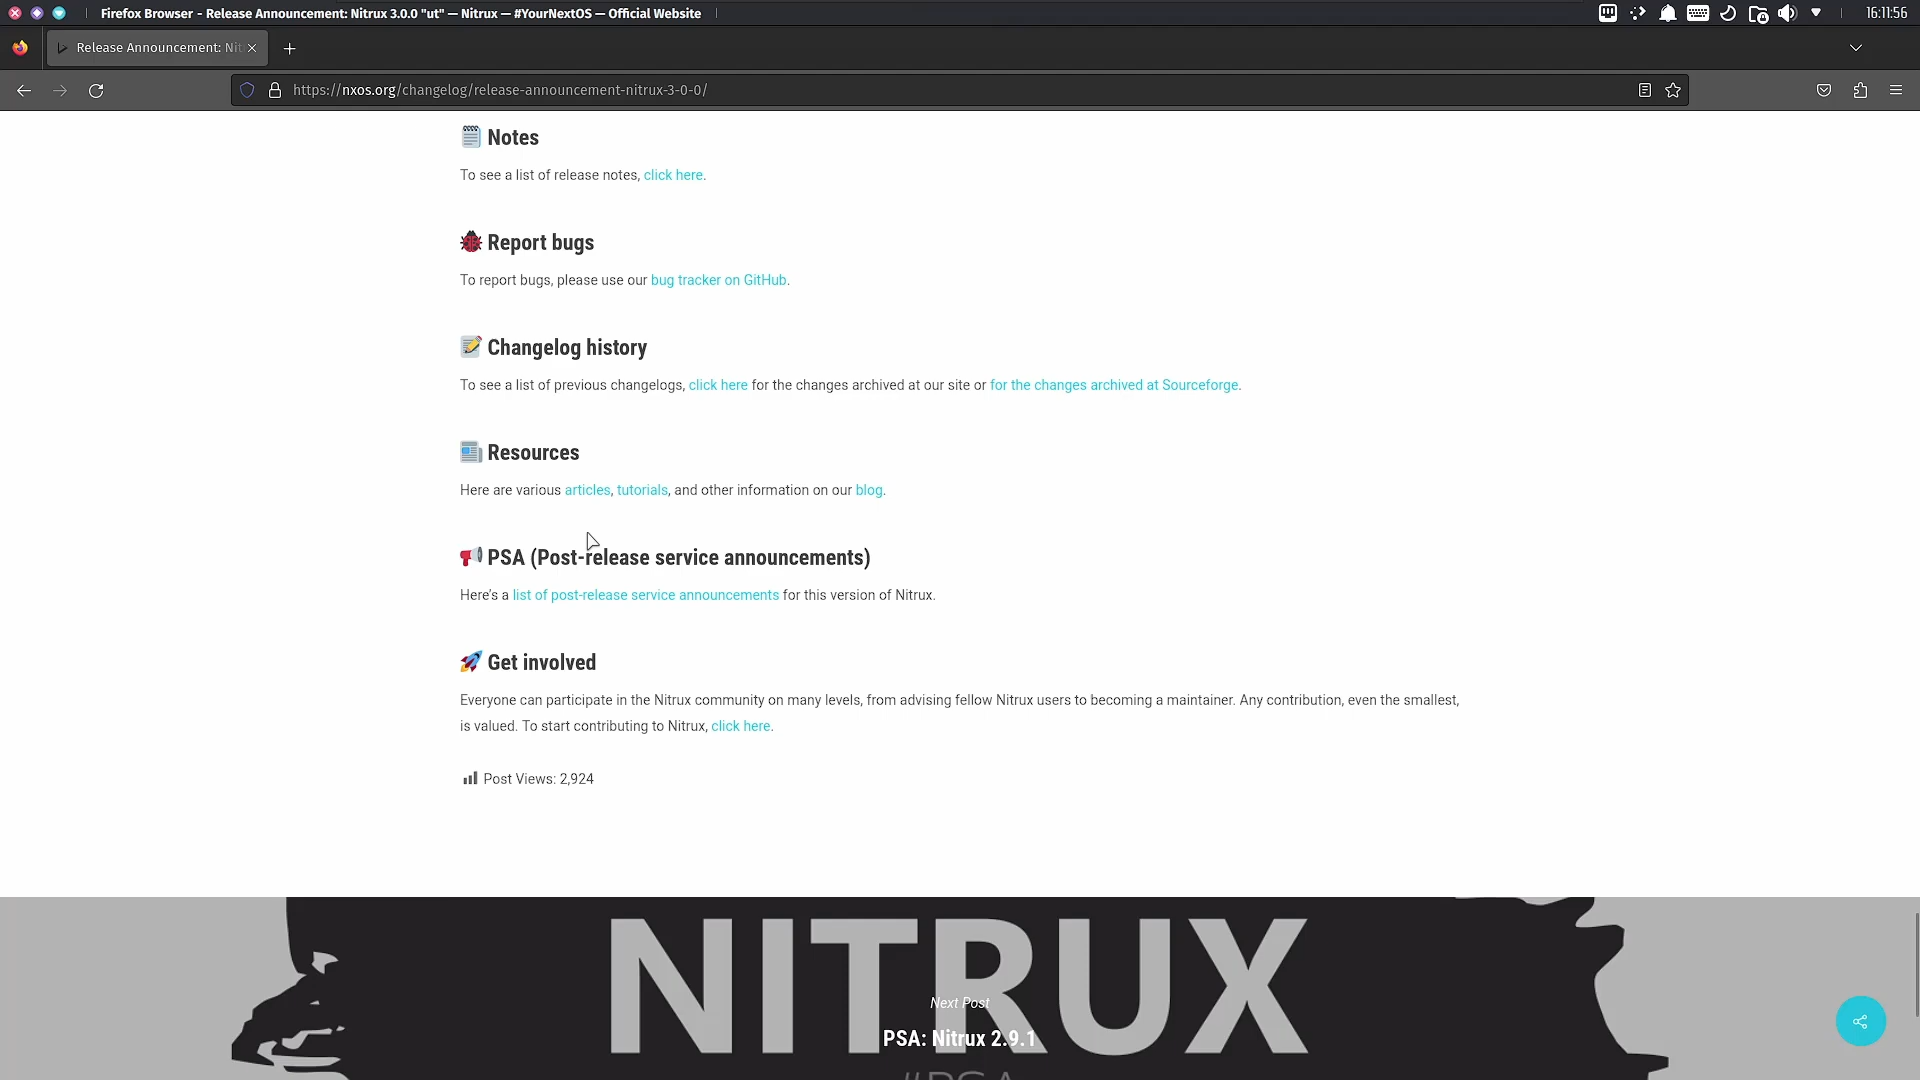 Firefox Browser - Release Announcement: Nitrux 3.0.0 "ut" — Nitrux — #YourNextOS — Official Website
16:11:56
Release Announcement: Nit
https://nxos.org/changelog/release-announcement-nitrux-3-0-0/
Notes
To see a list of release notes, click here.
Report bugs
To report bugs, please use our bug tracker on GitHub.
Changelog history
To see a list of previous changelogs, click here for the changes archived at our site or for the changes archived at Sourceforge.
Resources
Here are various articles, tutorials, and other information on our blog.
PSA (Post-release service announcements)
Here's a list of post-release service announcements for this version of Nitrux.
Get involved
Everyone can participate in the Nitrux community on many levels, from advising fellow Nitrux users to becoming a maintainer. Any contribution, even the smallest,
is valued. To start contributing to Nitrux, click here.
Post Views: 2,924
NITRUX
Next Post
PSA: Nitrux 2.9.1
#PSA